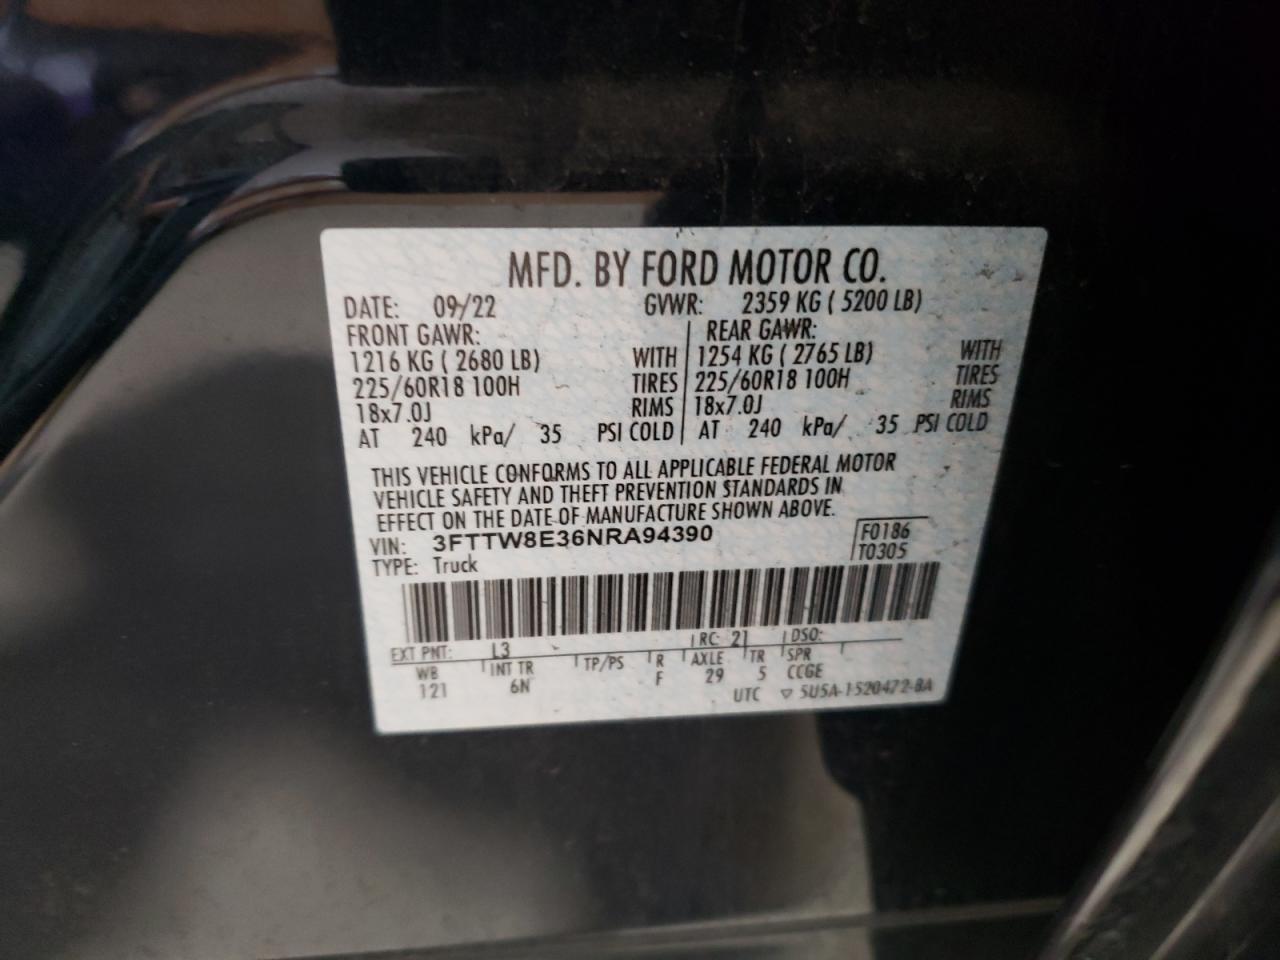 MFD. BY FORD MOTOR CO.
DATE: 09/22 GVWR: 2359 KG ( 5200 LB)
FRONT GAWR: REAR GAWR:
1216 KG ( 2680 LB) WITH 1254 KG ( 2765 LB) WITH
225/60R18 100H TIRES 225/60R18 100H TIRES
18x7.0J RIMS 18x7.0J RIMS
AT 240 kPa/ 35 PSI COLD AT 240 kPa/ 35 PSI COLD
THIS VEHICLE CONFORMS TO ALL APPLICABLE FEDERAL MOTOR
VEHICLE SAFETY AND THEFT PREVENTION STANDARDS IN
EFFECT ON THE DATE OF MANUFACTURE SHOWN ABOVE.
VIN: 3FTTW8E36NRA94390 F0186
TYPE: Truck T0305
EXT PNT: L3 RC: 21 DSO:
WB INT TR TP/PS R AXLE TR SPR
121 6N F 29 5 CCGE
UTC ▽ 5U5A-1520472-BA